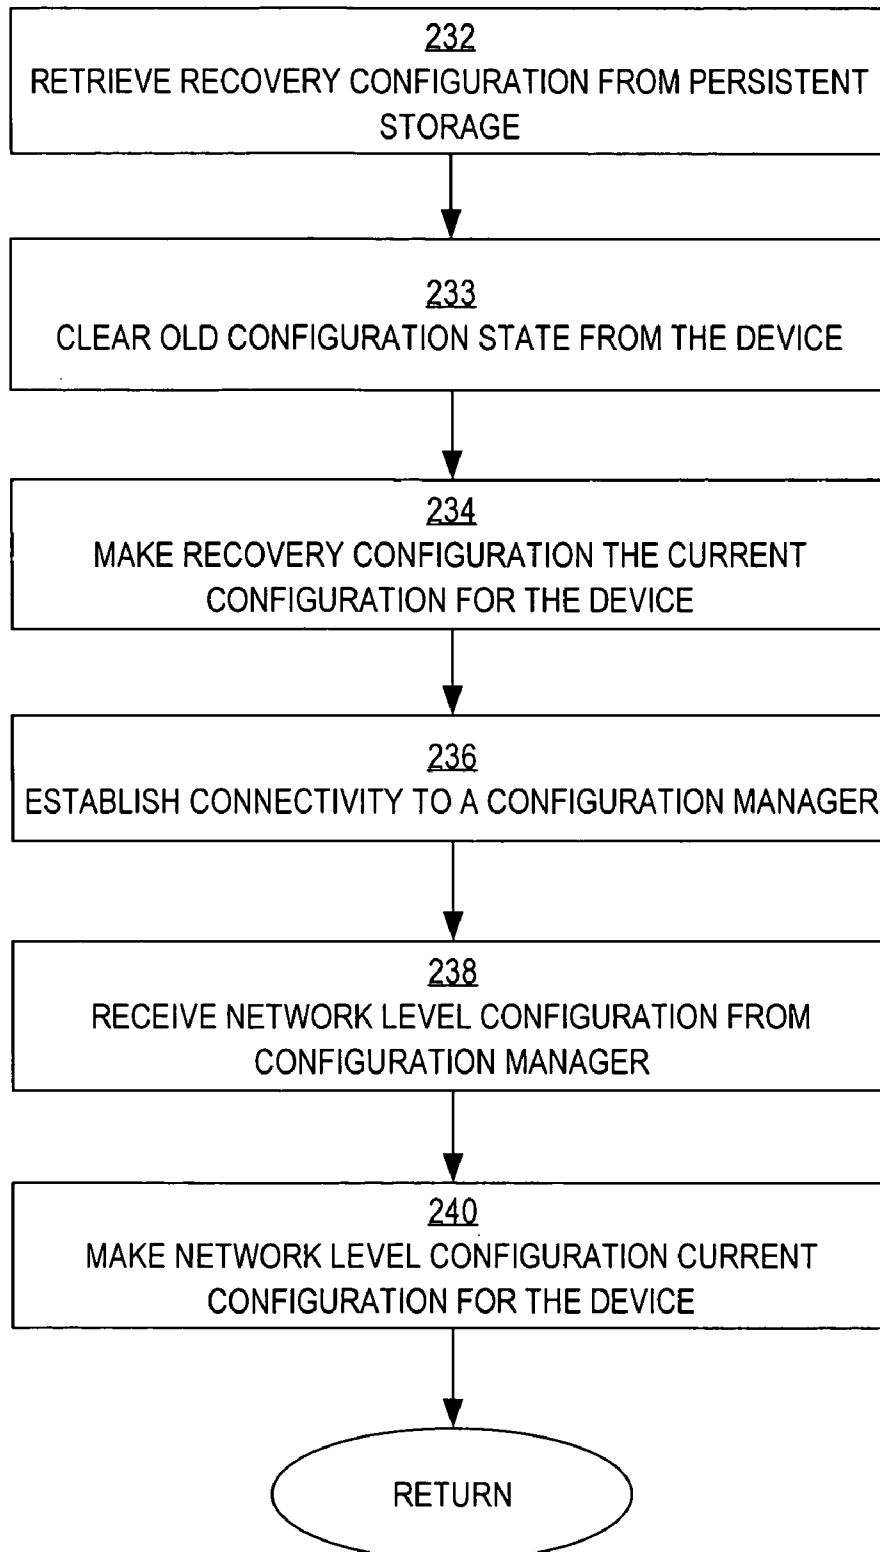 232
RETRIEVE RECOVERY CONFIGURATION FROM PERSISTENT
STORAGE
233
CLEAR OLD CONFIGURATION STATE FROM THE DEVICE
234
MAKE RECOVERY CONFIGURATION THE CURRENT
CONFIGURATION FOR THE DEVICE
236
ESTABLISH CONNECTIVITY TO A CONFIGURATION MANAGER
238
RECEIVE NETWORK LEVEL CONFIGURATION FROM
CONFIGURATION MANAGER
240
MAKE NETWORK LEVEL CONFIGURATION CURRENT
CONFIGURATION FOR THE DEVICE
RETURN